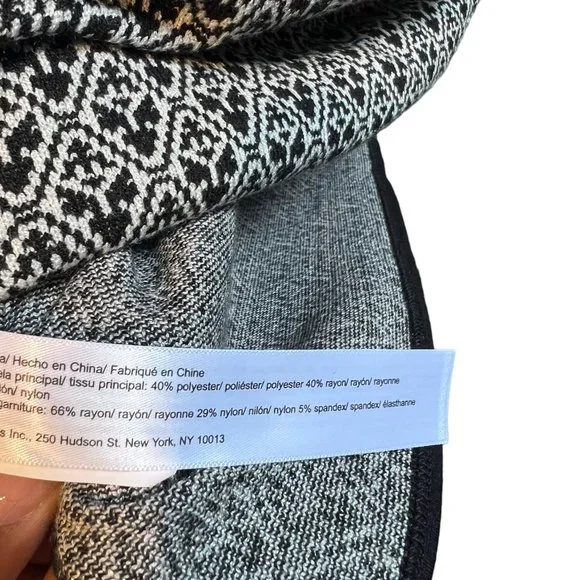 a/ Hecho en China/ Fabriqué en Chine
ela principal/ tissu principal: 40% polyester/ poliéster/ polyester 40% rayon/ rayón/ rayonne
lón/ nylon
garniture: 66% rayon/ rayón/ rayonne 29% nylon/ nilón/ nylon 5% spandex/ spandex/ élasthanne
s Inc., 250 Hudson St. New York, NY 10013